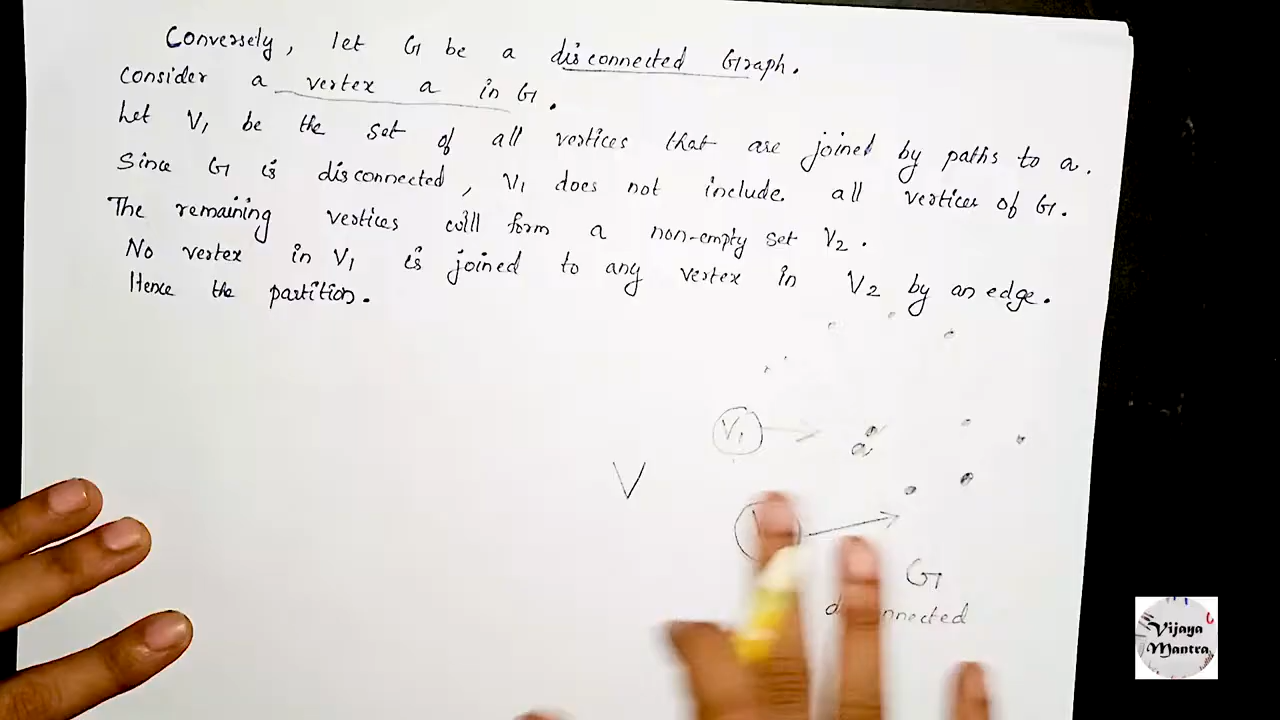 Conversely, let G be a disconnected Graph.
Consider a vertex a in G.
Let V1 be the set of all vertices that are joined by paths to a.
Since G is disconnected, V1 does not include all vertices of G.
The remaining vertices will form a non-empty set V2.
No vertex in V1 is joined to any vertex in V2 by an edge.
Hence the partition.
V1
a
V
G
Vijaya
Mantra